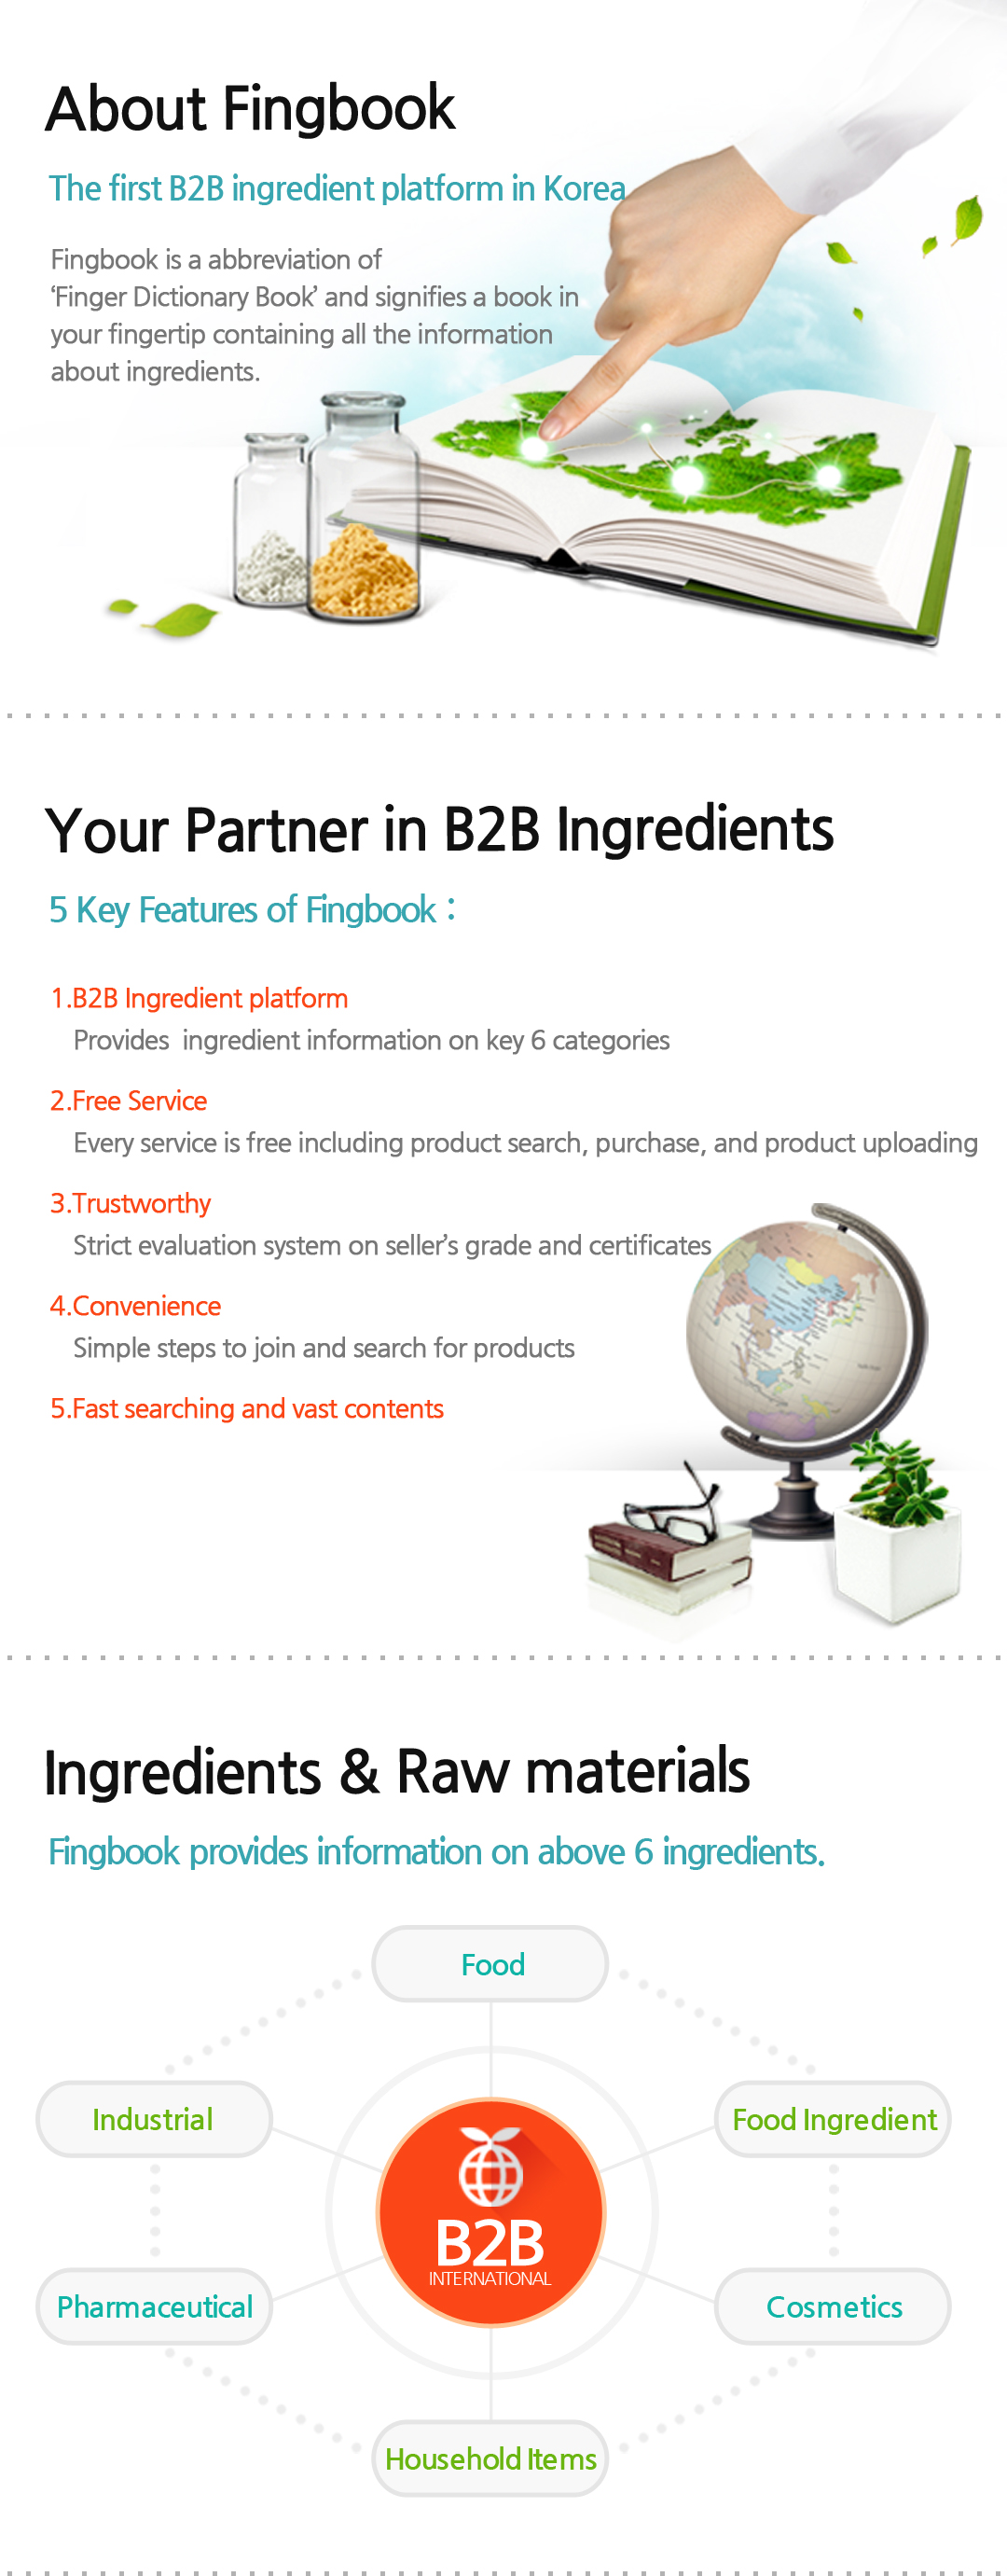 About Fingbook
The first B2B ingredient platform in Korea
Fingbook is a abbreviation of
‘Finger Dictionary Book’ and signifies a book in
your fingertip containing all the information
about ingredients.
Your Partner in B2B Ingredients
5 Key Features of Fingbook :
1.B2B Ingredient platform
Provides ingredient information on key 6 categories
2.Free Service
Every service is free including product search, purchase, and product uploading
3.Trustworthy
Strict evaluation system on seller’s grade and certificates
4.Convenience
Simple steps to join and search for products
5.Fast searching and vast contents
Ingredients & Raw materials
Fingbook provides information on above 6 ingredients.
Food
Industrial
Food Ingredient
B2B
INTERNATIONAL
Pharmaceutical
Cosmetics
Household Items